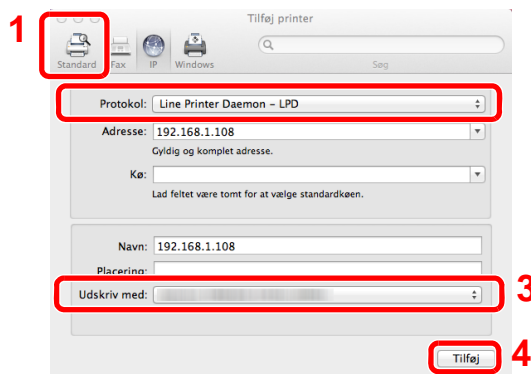 1
Tilføj printer
Standard Fax IP Windows
Søg
Protokol: Line Printer Daemon – LPD
Adresse: 192.168.1.108
Gyldig og komplet adresse.
Kø:
Lad feltet være tomt for at vælge standardkøen.
Navn: 192.168.1.108
Placering:
Udskriv med:
3
Tilføj
4